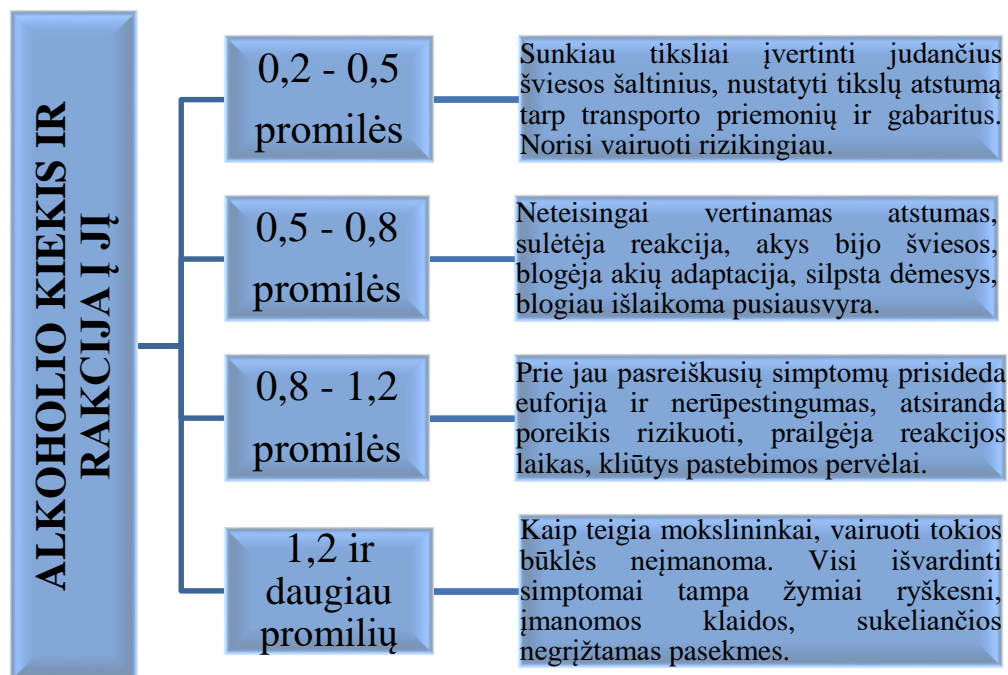 ALKOHOLIO KIEKIS IR
RAKCIJA Į JĮ
0,2 - 0,5
promilės
Sunkiau tiksliai įvertinti judančius
šviesos šaltinius, nustatyti tikslų atstumą
tarp transporto priemonių ir gabaritus.
Norisi vairuoti rizikingiau.
0,5 - 0,8
promilės
Neteisingai vertinamas atstumas,
sulėtėja reakcija, akys bijo šviesos,
blogėja akių adaptacija, silpsta dėmesys,
blogiau išlaikoma pusiausvyra.
0,8 - 1,2
promilės
Prie jau pasreiškusių simptomų prisideda
euforija ir nerūpestingumas, atsiranda
poreikis rizikuoti, prailgėja reakcijos
laikas, kliūtys pastebimos pervėlai.
1,2 ir
daugiau
promilių
Kaip teigia mokslininkai, vairuoti tokios
būklės neįmanoma. Visi išvardinti
simptomai tampa žymiai ryškesni,
įmanomos klaidos, sukeliančios
negrįžtamas pasekmes.